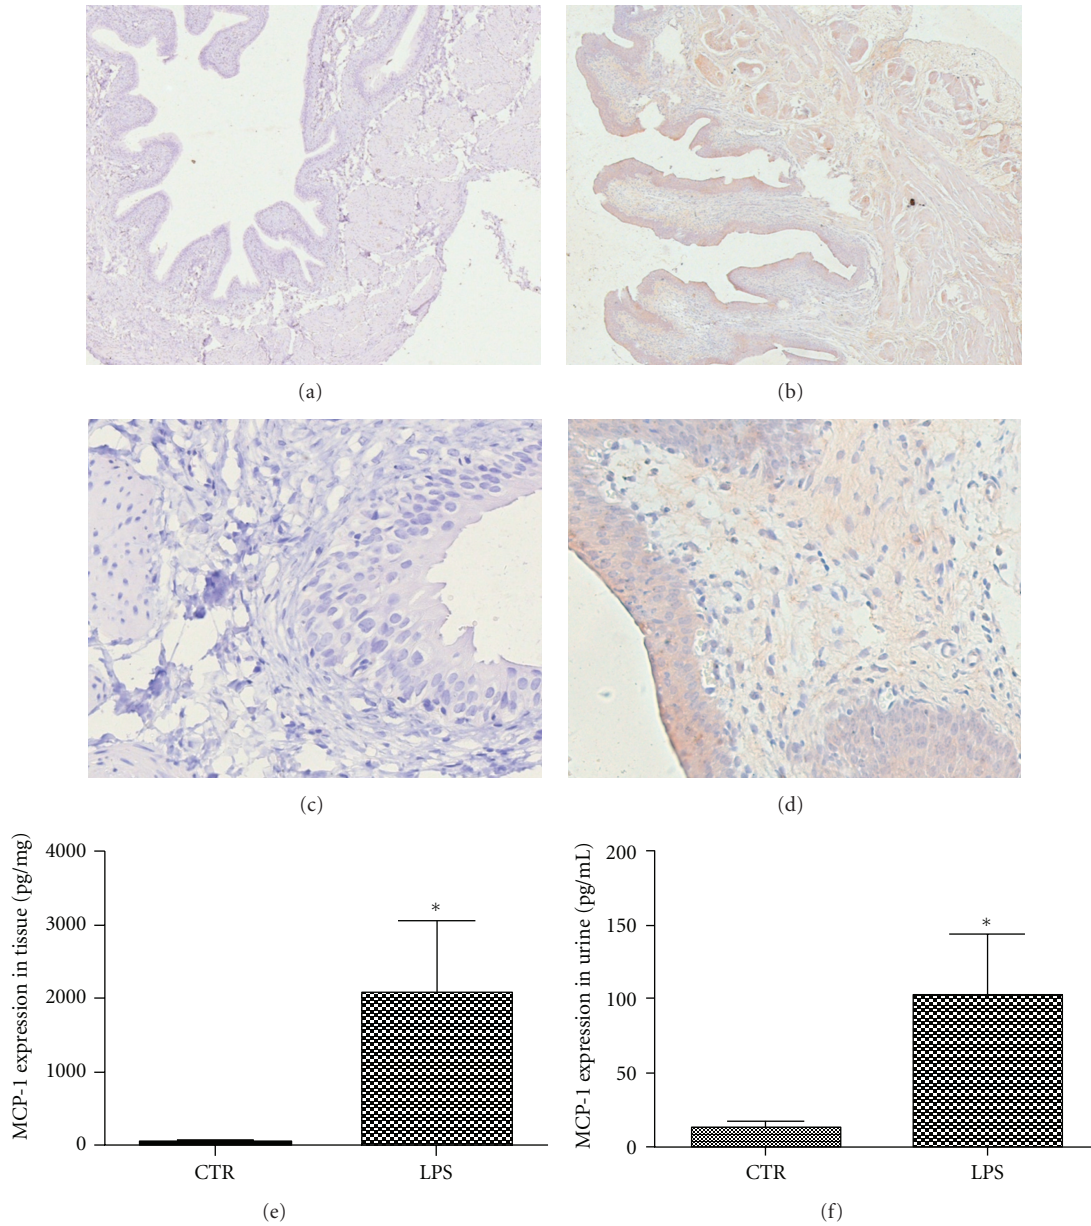 (a)
(b)
(c)
(d)
MCP-1 expression in tissue (pg/mg)
4000
3000
2000
1000
0
*
CTR
LPS
(e)
MCP-1 expression in urine (pg/mL)
200
150
100
50
0
*
CTR
LPS
(f)